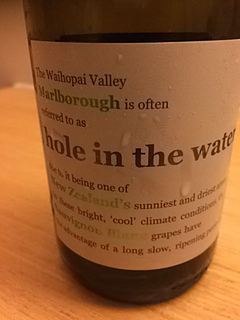 The Waihopai Valley
Marlborough is often
referred to as
hole in the water
due to it being one of
New Zealand's sunniest and driest
these bright, 'cool' climate conditions
Sauvignon Blanc grapes have
advantage of a long slow, ripening